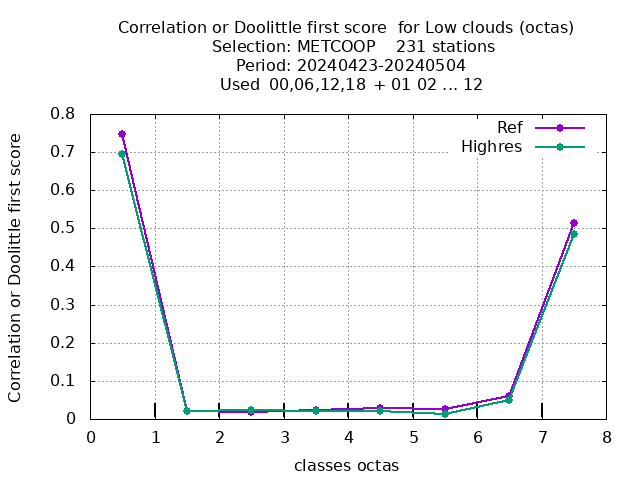 Correlation or Doolittle first score  for Low clouds (octas)
Selection: METCOOP    231 stations
Period: 20240423-20240504
Used  00,06,12,18  + 01 02 ... 12
Correlation or Doolittle first score
0.8
0.7
0.6
0.5
0.4
0.3
0.2
0.1
0
Ref
Highres
0 1 2 3 4 5 6 7 8
classes octas